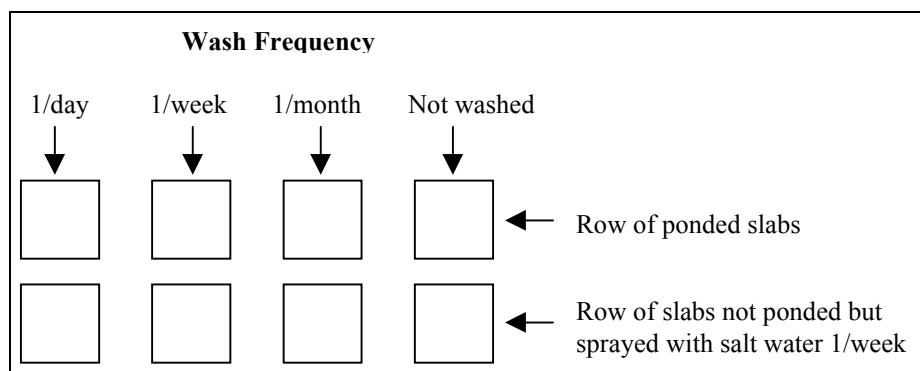 Wash Frequency
1/day 1/week 1/month Not washed
Row of ponded slabs
Row of slabs not ponded but
sprayed with salt water 1/week